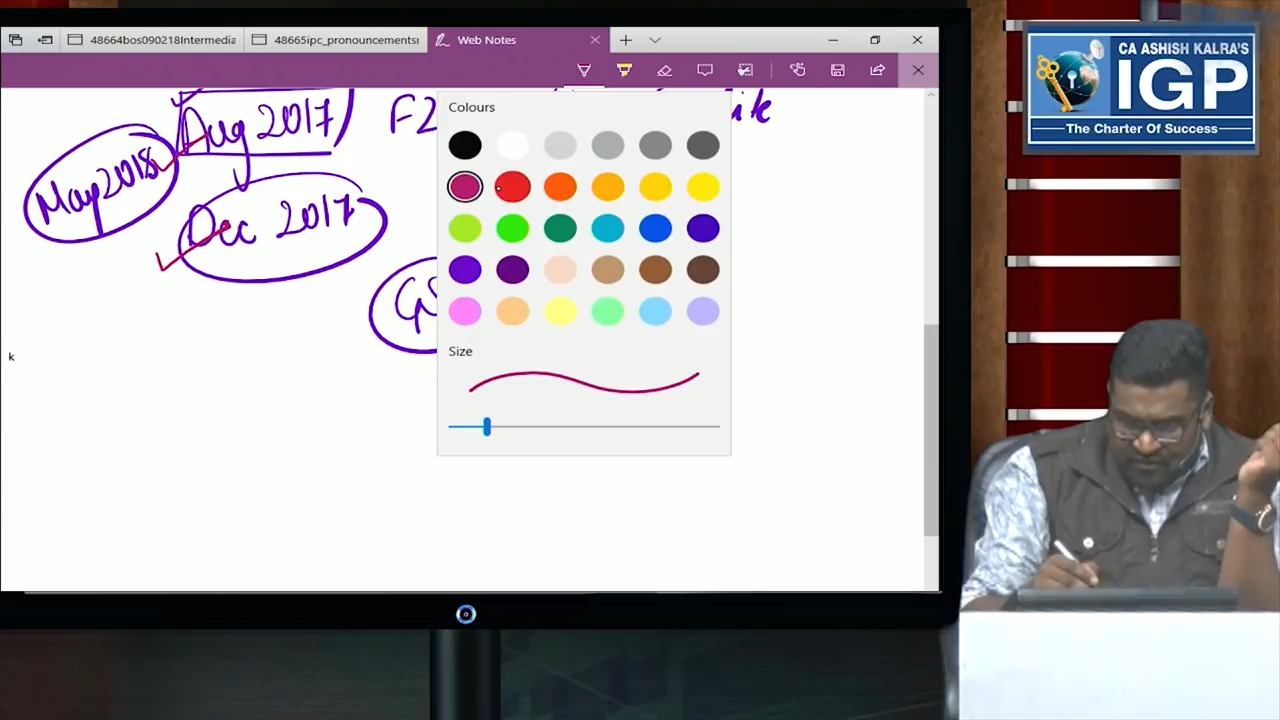 48664bos090218Intermedia
48665ipc_pronouncements
Web Notes
CA ASHISH KALRA'S
IGP
The Charter Of Success
Colours
Aug 2017
F2
May 2018
Dec 2017
k
Size